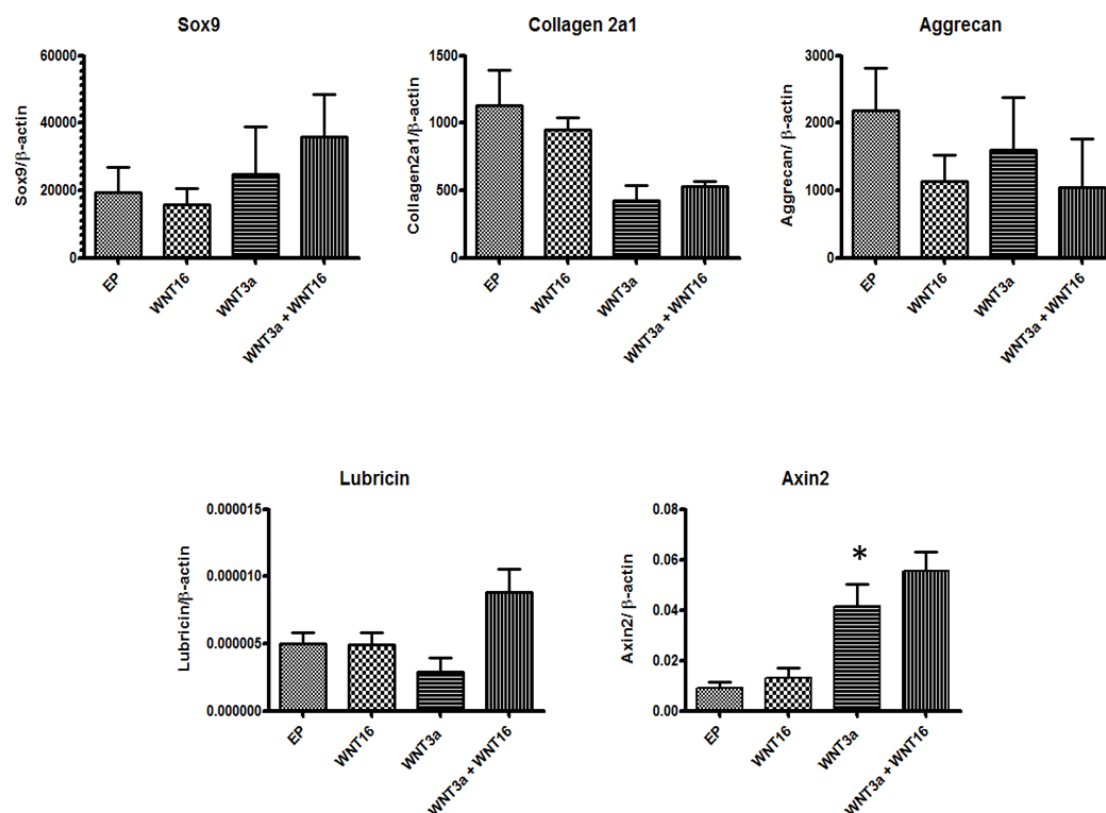 Sox9
Sox9/β-actin
60000
40000
20000
0
EP
WNT16
WNT3a
WNT3a + WNT16
Collagen 2a1
Collagen2a1/β-actin
1500
1000
500
0
EP
WNT16
WNT3a
WNT3a + WNT16
Aggrecan
Aggrecan/ β-actin
3000
2000
1000
0
EP
WNT16
WNT3a
WNT3a + WNT16
Lubricin
Lubricin/β-actin
0.000015
0.000010
0.000005
0.000000
EP
WNT16
WNT3a
WNT3a + WNT16
Axin2
Axin2/ β-actin
0.08
0.06
0.04
0.02
0.00
*
EP
WNT16
WNT3a
WNT3a + WNT16